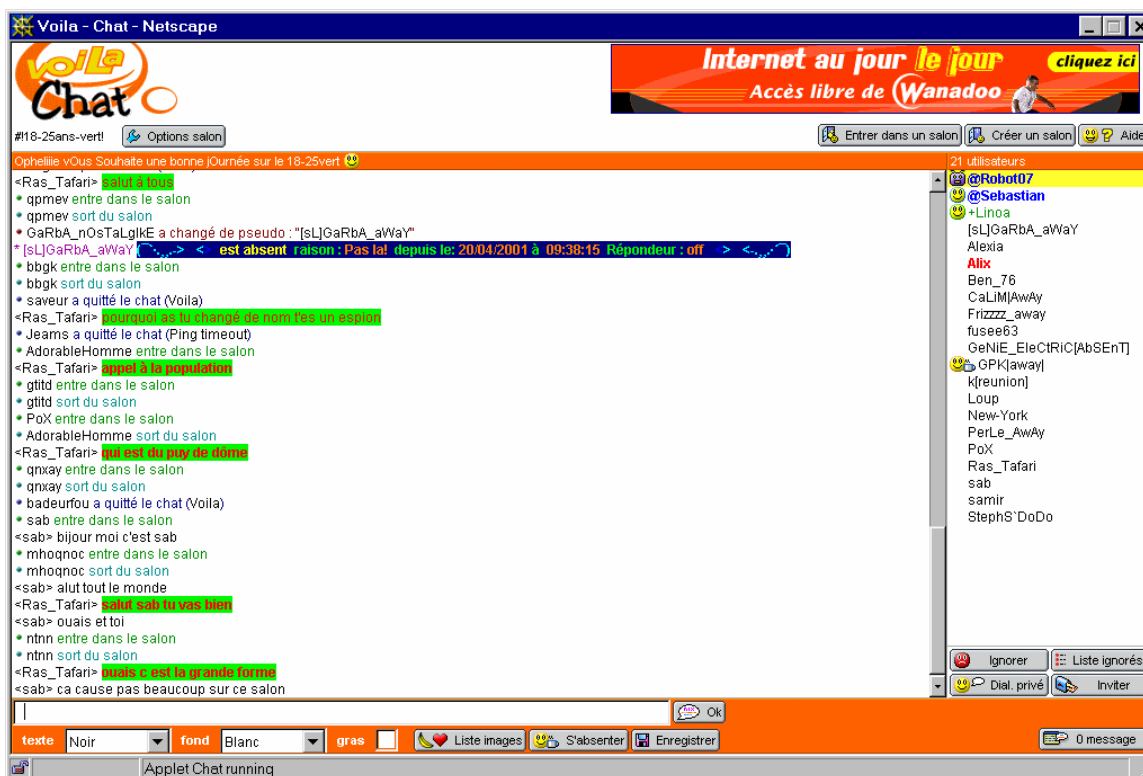 Voila - Chat - Netscape
VoiLa
Chat
Internet au jour le jour
cliquez ici
Accès libre de Wanadoo
#!18-25ans-vert!
Options salon
Entrer dans un salon
Créer un salon
Aide
Opheliiie vOus Souhaite une bonne jOurnée sur le 18-25vert
21 utilisateurs
<Ras_Tafari> salut à tous
• qpmev entre dans le salon
• qpmev sort du salon
• GaRbA_nOsTaLgIkE a changé de pseudo : "[sL]GaRbA_aWaY"
* [sL]GaRbA_aWaY (¯`·.,,.-> <- est absent raison : Pas la! depuis le: 20/04/2001 à 09:38:15 Répondeur : off -> <-.,,.·´¯)
• bbgk entre dans le salon
• bbgk sort du salon
• saveur a quitté le chat (Voila)
<Ras_Tafari> pourquoi as tu changé de nom t'es un espion
• Jeams a quitté le chat (Ping timeout)
• AdorableHomme entre dans le salon
<Ras_Tafari> appel à la population
• gtitd entre dans le salon
• gtitd sort du salon
• PoX entre dans le salon
• AdorableHomme sort du salon
<Ras_Tafari> qui est du puy de dôme
• qnxay entre dans le salon
• qnxay sort du salon
• badeurfou a quitté le chat (Voila)
• sab entre dans le salon
<sab> bijour moi c'est sab
• mhoqnoc entre dans le salon
• mhoqnoc sort du salon
<sab> alut tout le monde
<Ras_Tafari> salut sab tu vas bien
<sab> ouais et toi
• ntnn entre dans le salon
• ntnn sort du salon
<Ras_Tafari> ouais c est la grande forme
<sab> ca cause pas beaucoup sur ce salon
@Robot07
@Sebastian
+Linoa
[sL]GaRbA_aWaY
Alexia
Alix
Ben_76
CaLiM|AwAy
Frizzzz_away
fusee63
GeNiE_EleCtRiC[AbSEnT]
GPK|away|
k[reunion]
Loup
New-York
PerLe_AwAy
PoX
Ras_Tafari
sab
samir
StephS`DoDo
Ignorer
Liste ignorés
Dial. privé
Inviter
Ok
texte
Noir
fond
Blanc
gras
Liste images
S'absenter
Enregistrer
0 message
Applet Chat running